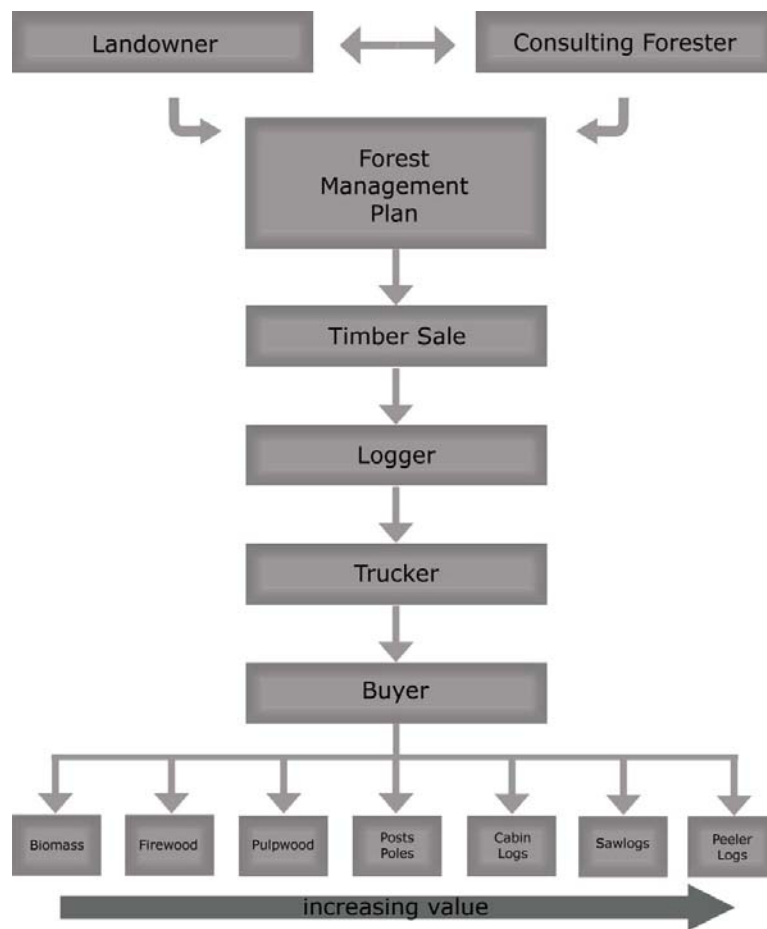 Landowner
Consulting Forester
Forest
Management
Plan
Timber Sale
Logger
Trucker
Buyer
Biomass
Firewood
Pulpwood
Posts
Poles
Cabin
Logs
Sawlogs
Peeler
Logs
increasing value